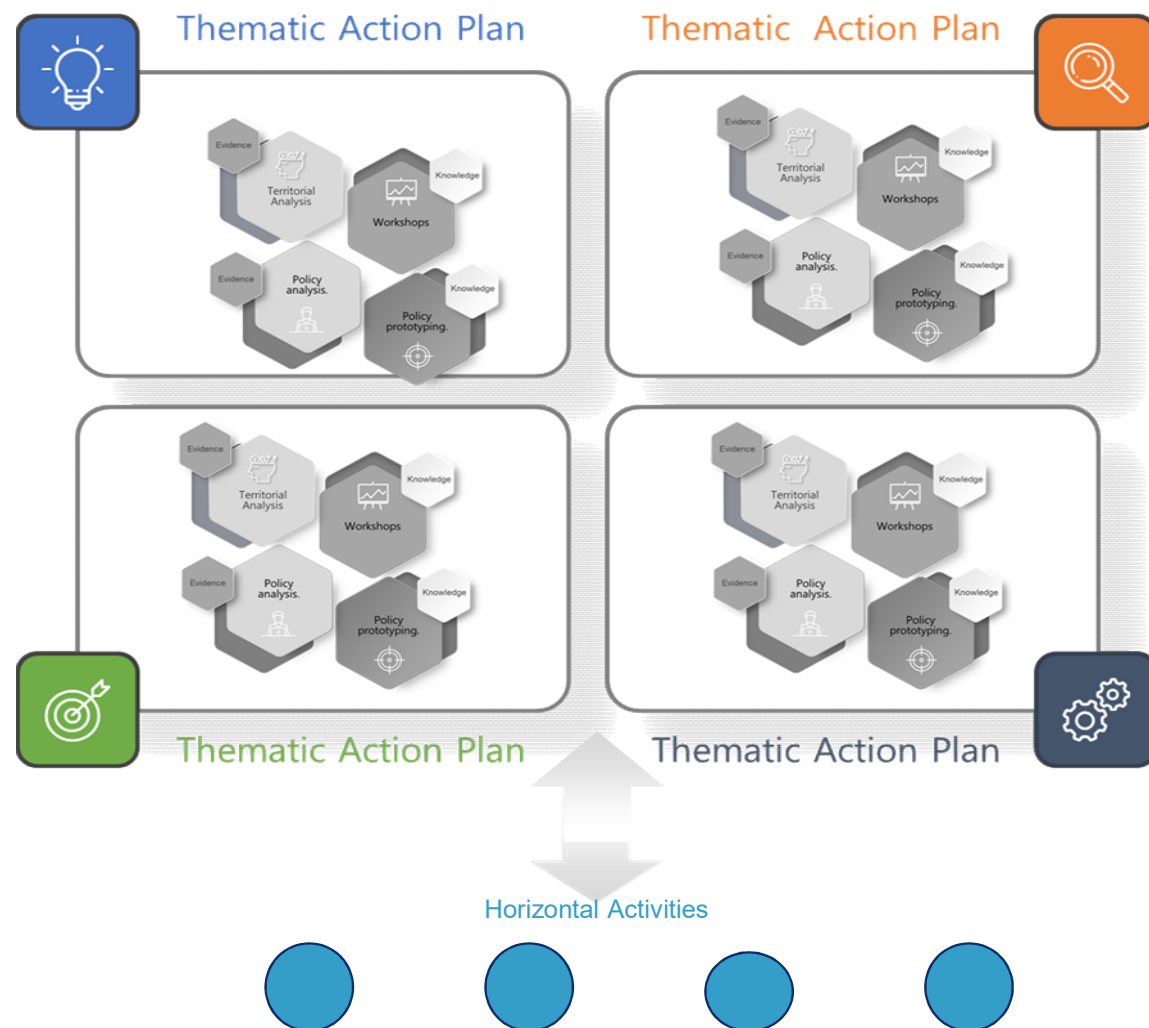 Thematic Action Plan
Thematic Action Plan
Evidence
Territorial
Analysis
Knowledge
Workshops
Evidence
Policy
analysis.
Knowledge
Policy
prototyping.
Evidence
Territorial
Analysis
Knowledge
Workshops
Evidence
Policy
analysis.
Knowledge
Policy
prototyping.
Evidence
Territorial
Analysis
Knowledge
Workshops
Evidence
Policy
analysis.
Knowledge
Policy
prototyping.
Evidence
Territorial
Analysis
Knowledge
Workshops
Evidence
Policy
analysis.
Knowledge
Policy
prototyping.
Thematic Action Plan
Thematic Action Plan
Horizontal Activities